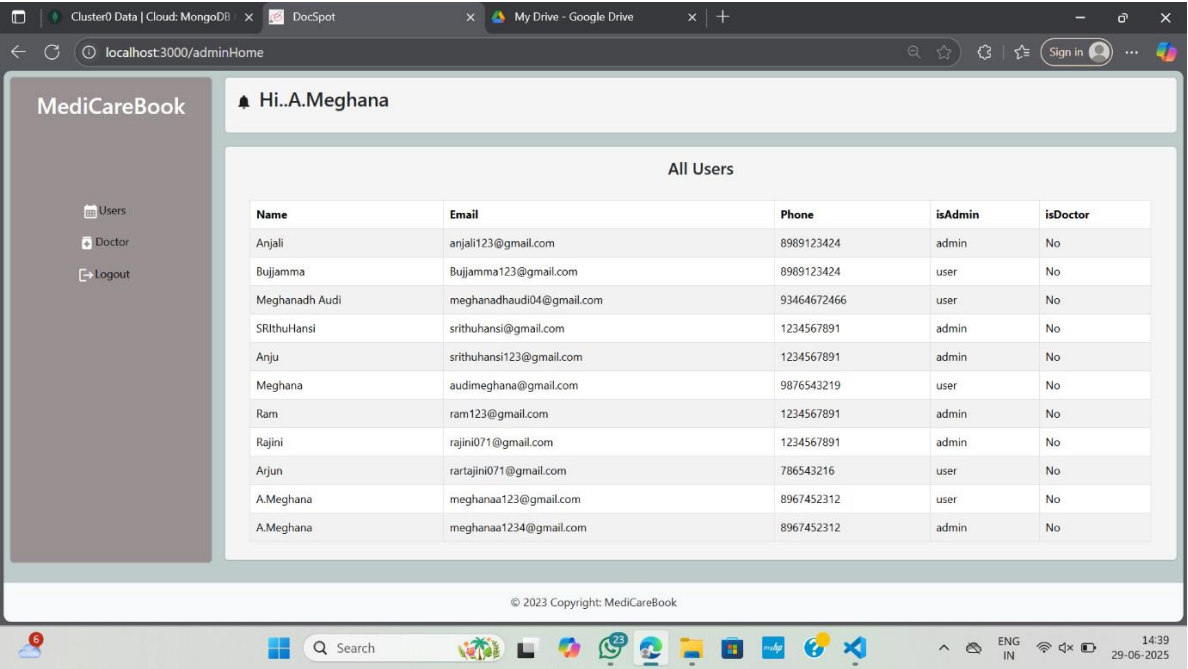 Cluster0 Data | Cloud: MongoDB
DocSpot
My Drive - Google Drive
localhost:3000/adminHome
Sign in
MediCareBook
Hi..A.Meghana
Users
Doctor
Logout
All Users
Name Email Phone isAdmin isDoctor
Anjali anjali123@gmail.com 8989123424 admin No
Bujjamma Bujjamma123@gmail.com 8989123424 user No
Meghanadh Audi meghanadhaudi04@gmail.com 93464672466 user No
SRIthuHansi srithuhansi@gmail.com 1234567891 admin No
Anju srithuhansi123@gmail.com 1234567891 admin No
Meghana audimeghana@gmail.com 9876543219 user No
Ram ram123@gmail.com 1234567891 admin No
Rajini rajini071@gmail.com 1234567891 admin No
Arjun rartajini071@gmail.com 786543216 user No
A.Meghana meghanaa123@gmail.com 8967452312 user No
A.Meghana meghanaa1234@gmail.com 8967452312 admin No
© 2023 Copyright: MediCareBook
6
Search
23
myhp
ENG
IN
14:39
29-06-2025